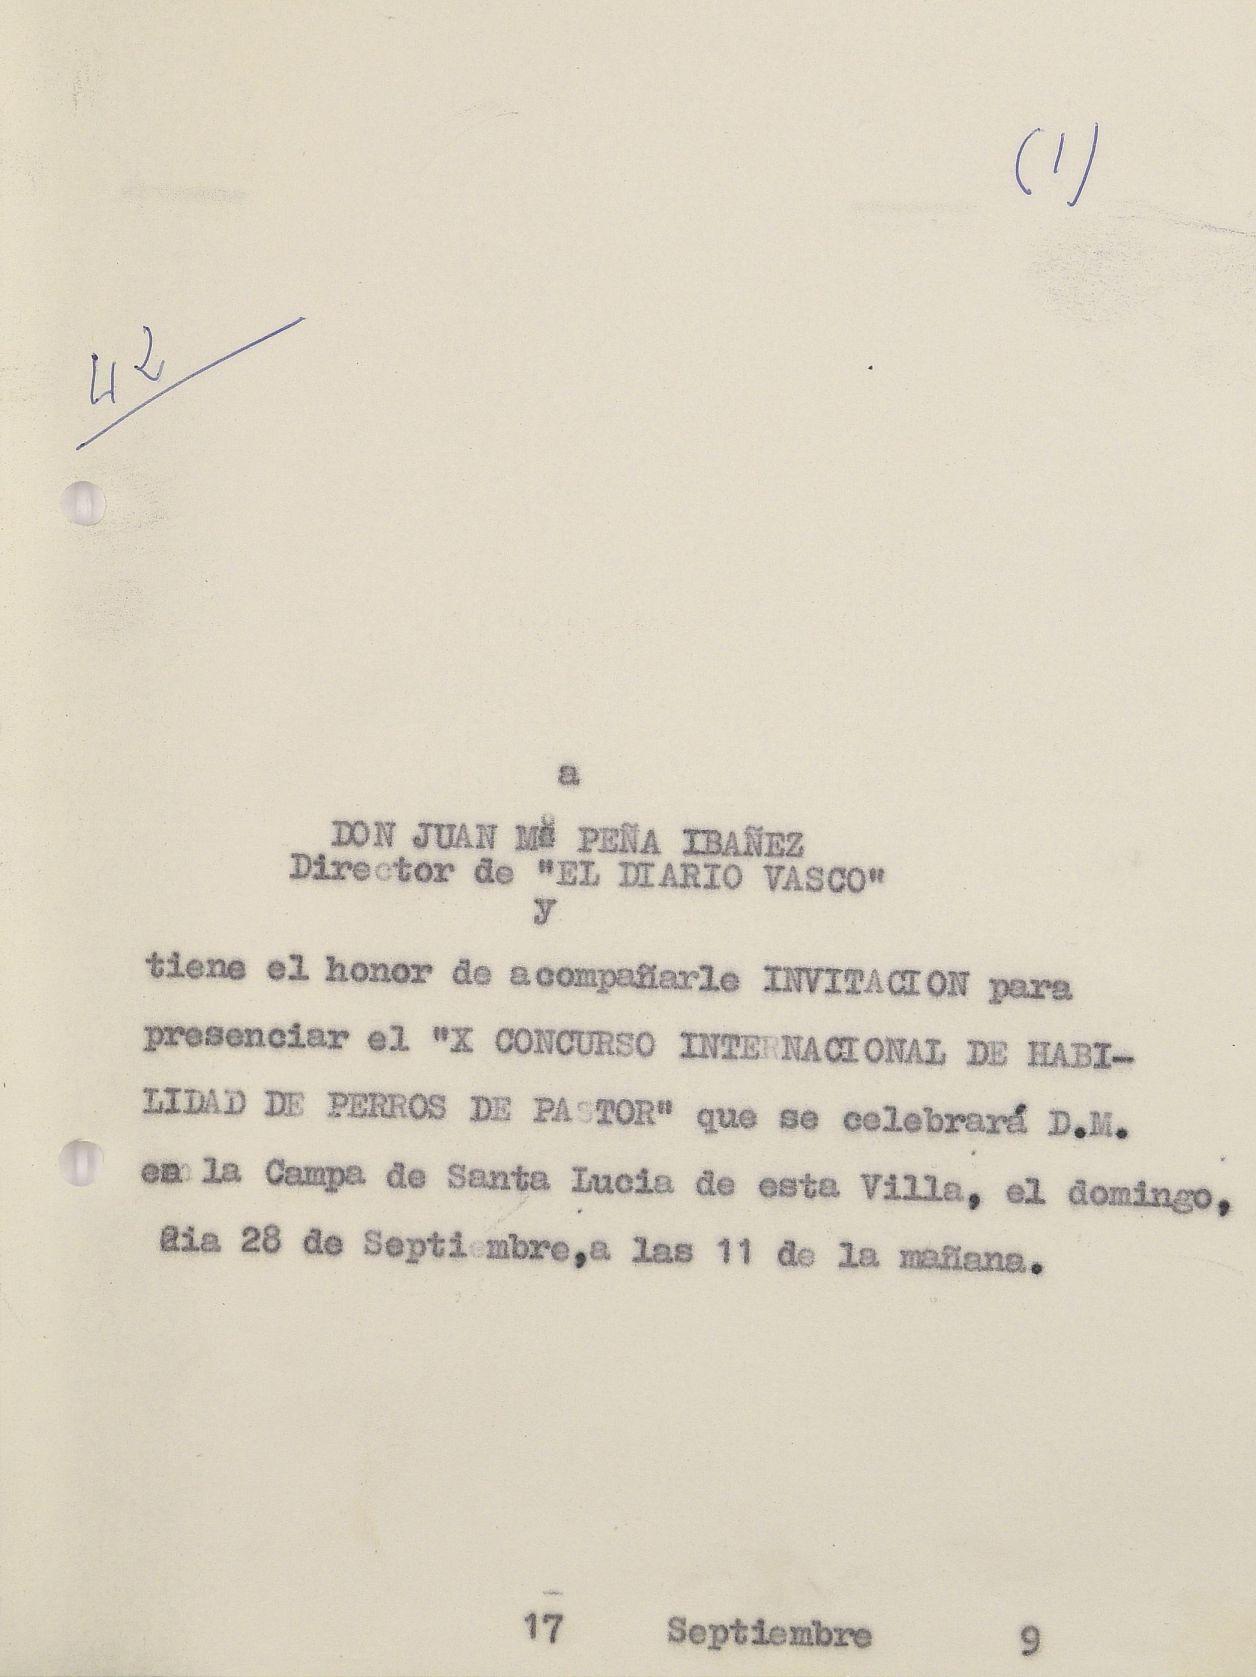 (1)
42
a
DON JUAN Mª PEÑA IBAÑEZ
Director de "EL DIARIO VASCO"
y
tiene el honor de acompañarle INVITACION para
presenciar el "X CONCURSO INTERNACIONAL DE HABI-
LIDAD DE PERROS DE PASTOR" que se celebrará D.M.
en la Campa de Santa Lucia de esta Villa, el domingo,
dia 28 de Septiembre,a las 11 de la mañana.
17 Septiembre 9